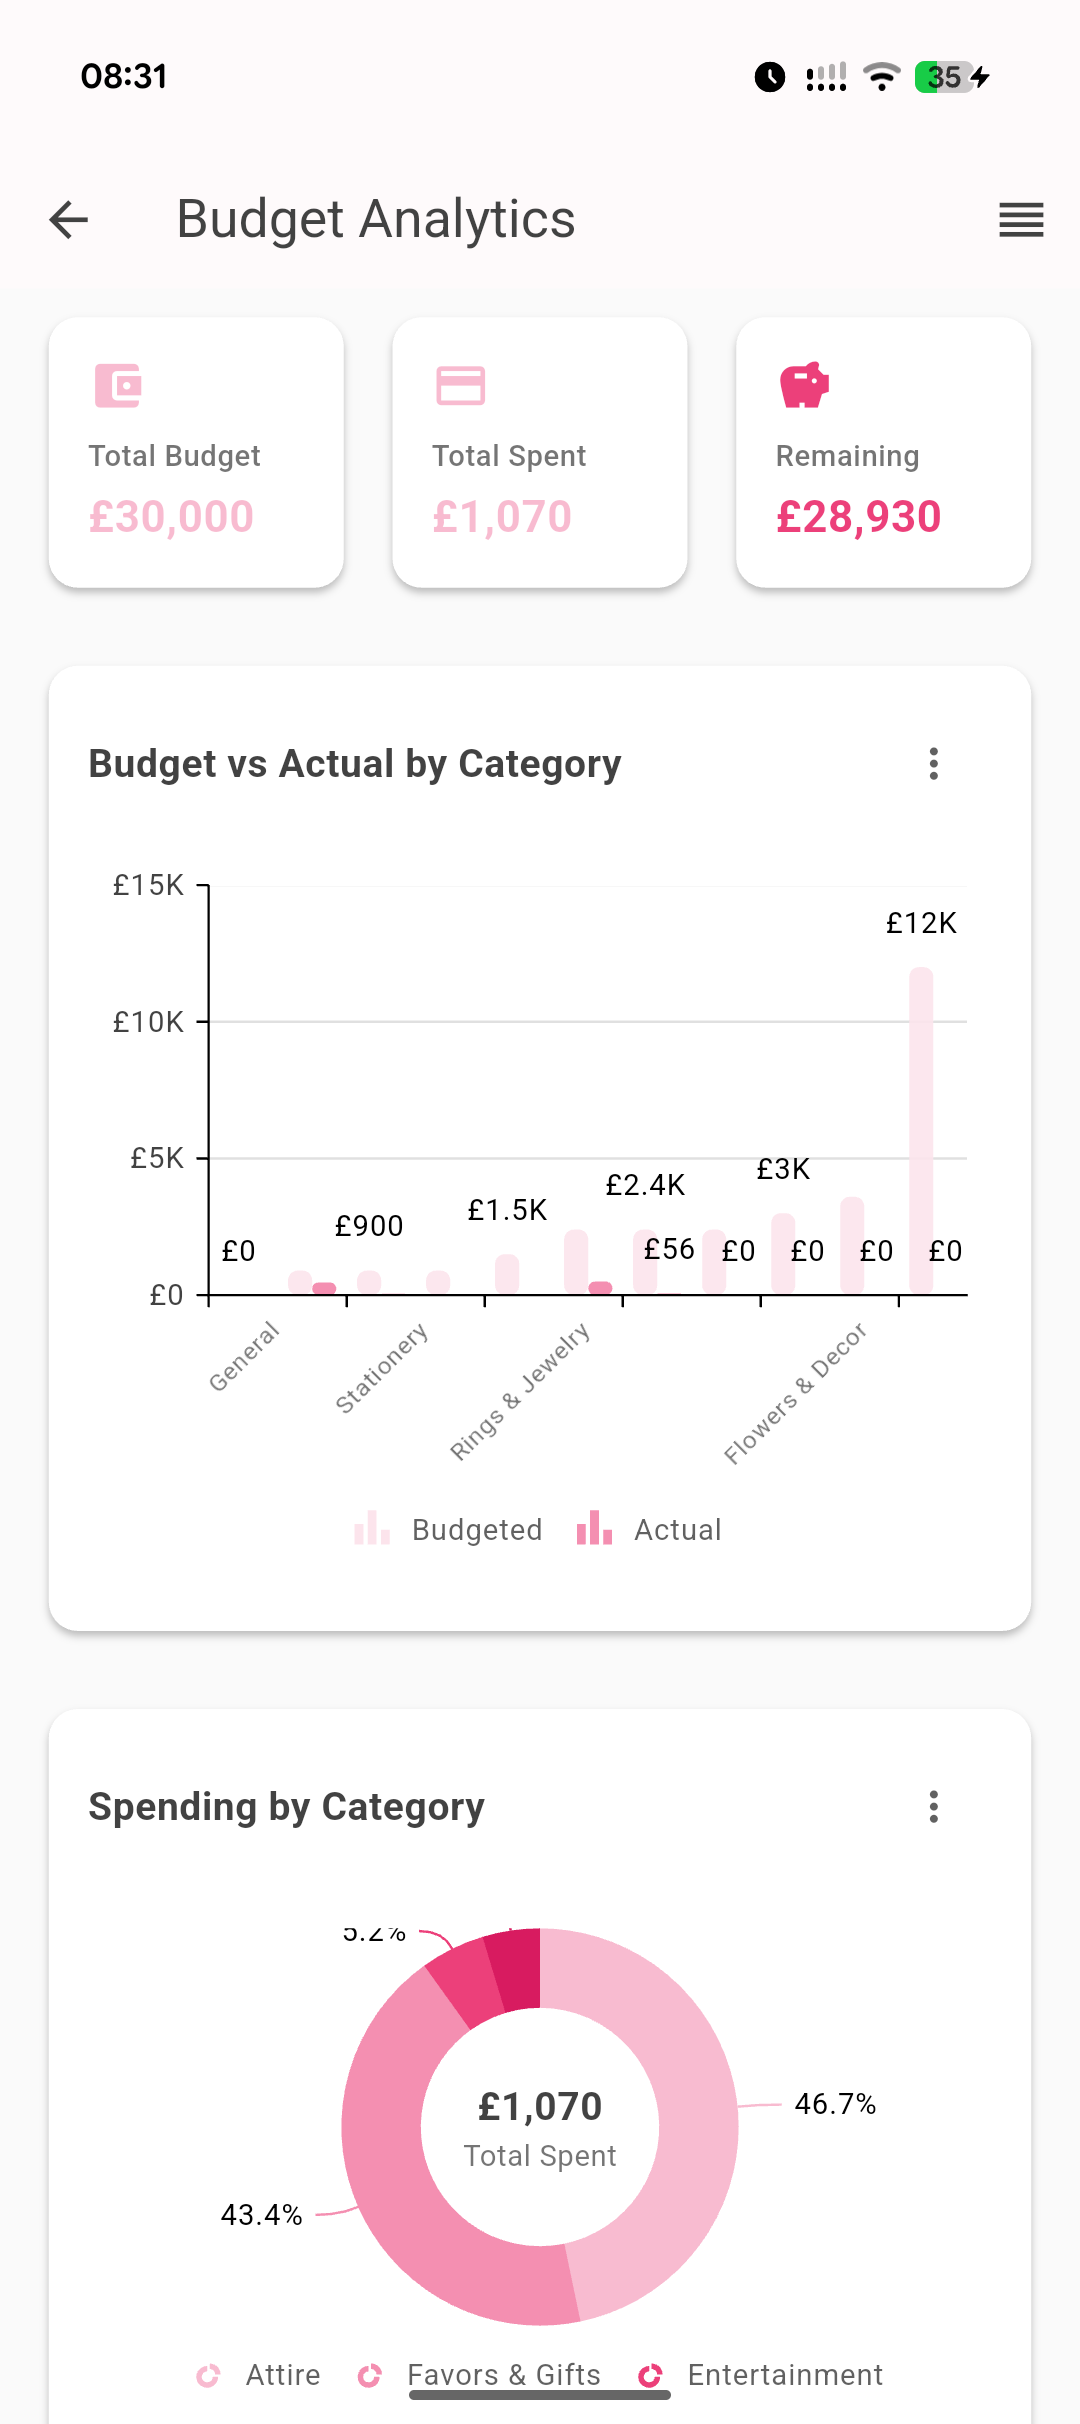 08:31
35
Budget Analytics
Total Budget
£30,000
Total Spent
£1,070
Remaining
£28,930
Budget vs Actual by Category
£15K
£10K
£5K
£0
£0
£900
£1.5K
£2.4K
£56
£0
£3K
£0
£0
£12K
£0
General
Stationery
Rings & Jewelry
Flowers & Decor
Budgeted
Actual
Spending by Category
5.2%
46.7%
43.4%
£1,070
Total Spent
Attire
Favors & Gifts
Entertainment